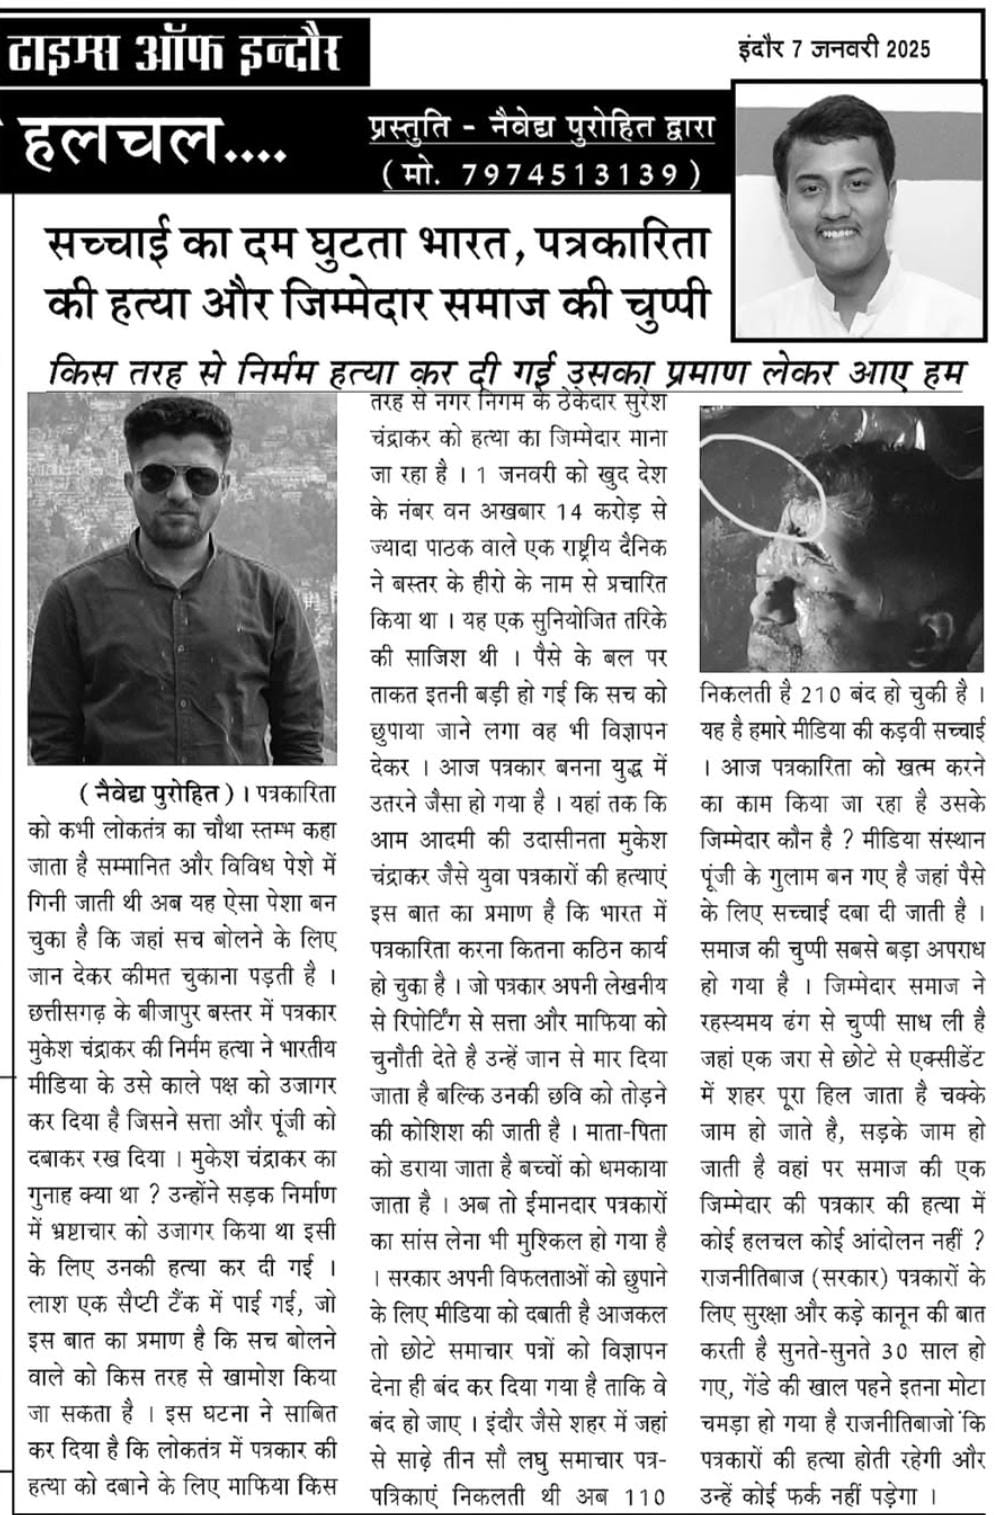 टाइम्स ऑफ इन्दौर
इंदौर 7 जनवरी 2025
हलचल....
प्रस्तुति - नैवेद्य पुरोहित द्वारा
( मो. 7974513139 )
सच्चाई का दम घुटता भारत, पत्रकारिता
की हत्या और जिम्मेदार समाज की चुप्पी
किस तरह से निर्मम हत्या कर दी गई उसका प्रमाण लेकर आए हम
( नैवेद्य पुरोहित ) । पत्रकारिता
को कभी लोकतंत्र का चौथा स्तम्भ कहा
जाता है सम्मानित और विविध पेशे में
गिनी जाती थी अब यह ऐसा पेशा बन
चुका है कि जहां सच बोलने के लिए
जान देकर कीमत चुकाना पड़ती है ।
छत्तीसगढ़ के बीजापुर बस्तर में पत्रकार
मुकेश चंद्राकर की निर्मम हत्या ने भारतीय
मीडिया के उसे काले पक्ष को उजागर
कर दिया है जिसने सत्ता और पूंजी को
दबाकर रख दिया । मुकेश चंद्राकर का
गुनाह क्या था ? उन्होंने सड़क निर्माण
में भ्रष्टाचार को उजागर किया था इसी
के लिए उनकी हत्या कर दी गई ।
लाश एक सैप्टी टैंक में पाई गई, जो
इस बात का प्रमाण है कि सच बोलने
वाले को किस तरह से खामोश किया
जा सकता है । इस घटना ने साबित
कर दिया है कि लोकतंत्र में पत्रकार की
हत्या को दबाने के लिए माफिया किस
तरह से नगर निगम के ठेकेदार सुरेश
चंद्राकर को हत्या का जिम्मेदार माना
जा रहा है । 1 जनवरी को खुद देश
के नंबर वन अखबार 14 करोड़ से
ज्यादा पाठक वाले एक राष्ट्रीय दैनिक
ने बस्तर के हीरो के नाम से प्रचारित
किया था । यह एक सुनियोजित तरिके
की साजिश थी । पैसे के बल पर
ताकत इतनी बड़ी हो गई कि सच को
छुपाया जाने लगा वह भी विज्ञापन
देकर । आज पत्रकार बनना युद्ध में
उतरने जैसा हो गया है । यहां तक कि
आम आदमी की उदासीनता मुकेश
चंद्राकर जैसे युवा पत्रकारों की हत्याएं
इस बात का प्रमाण है कि भारत में
पत्रकारिता करना कितना कठिन कार्य
हो चुका है । जो पत्रकार अपनी लेखनीय
से रिपोर्टिंग से सत्ता और माफिया को
चुनौती देते है उन्हें जान से मार दिया
जाता है बल्कि उनकी छवि को तोड़ने
की कोशिश की जाती है । माता-पिता
को डराया जाता है बच्चों को धमकाया
जाता है । अब तो ईमानदार पत्रकारों
का सांस लेना भी मुश्किल हो गया है
। सरकार अपनी विफलताओं को छुपाने
के लिए मीडिया को दबाती है आजकल
तो छोटे समाचार पत्रों को विज्ञापन
देना ही बंद कर दिया गया है ताकि वे
बंद हो जाए । इंदौर जैसे शहर में जहां
से साढ़े तीन सौ लघु समाचार पत्र-
पत्रिकाएं निकलती थी अब 110
निकलती है 210 बंद हो चुकी है ।
यह है हमारे मीडिया की कड़वी सच्चाई
। आज पत्रकारिता को खत्म करने
का काम किया जा रहा है उसके
जिम्मेदार कौन है ? मीडिया संस्थान
पूंजी के गुलाम बन गए है जहां पैसे
के लिए सच्चाई दबा दी जाती है ।
समाज की चुप्पी सबसे बड़ा अपराध
हो गया है । जिम्मेदार समाज ने
रहस्यमय ढंग से चुप्पी साध ली है
जहां एक जरा से छोटे से एक्सीडेंट
में शहर पूरा हिल जाता है चक्के
जाम हो जाते है, सड़के जाम हो
जाती है वहां पर समाज की एक
जिम्मेदार की पत्रकार की हत्या में
कोई हलचल कोई आंदोलन नहीं ?
राजनीतिबाज (सरकार) पत्रकारों के
लिए सुरक्षा और कड़े कानून की बात
करती है सुनते-सुनते 30 साल हो
गए, गेंडे की खाल पहने इतना मोटा
चमड़ा हो गया है राजनीतिबाजों कि
पत्रकारों की हत्या होती रहेगी और
उन्हें कोई फर्क नहीं पड़ेगा ।